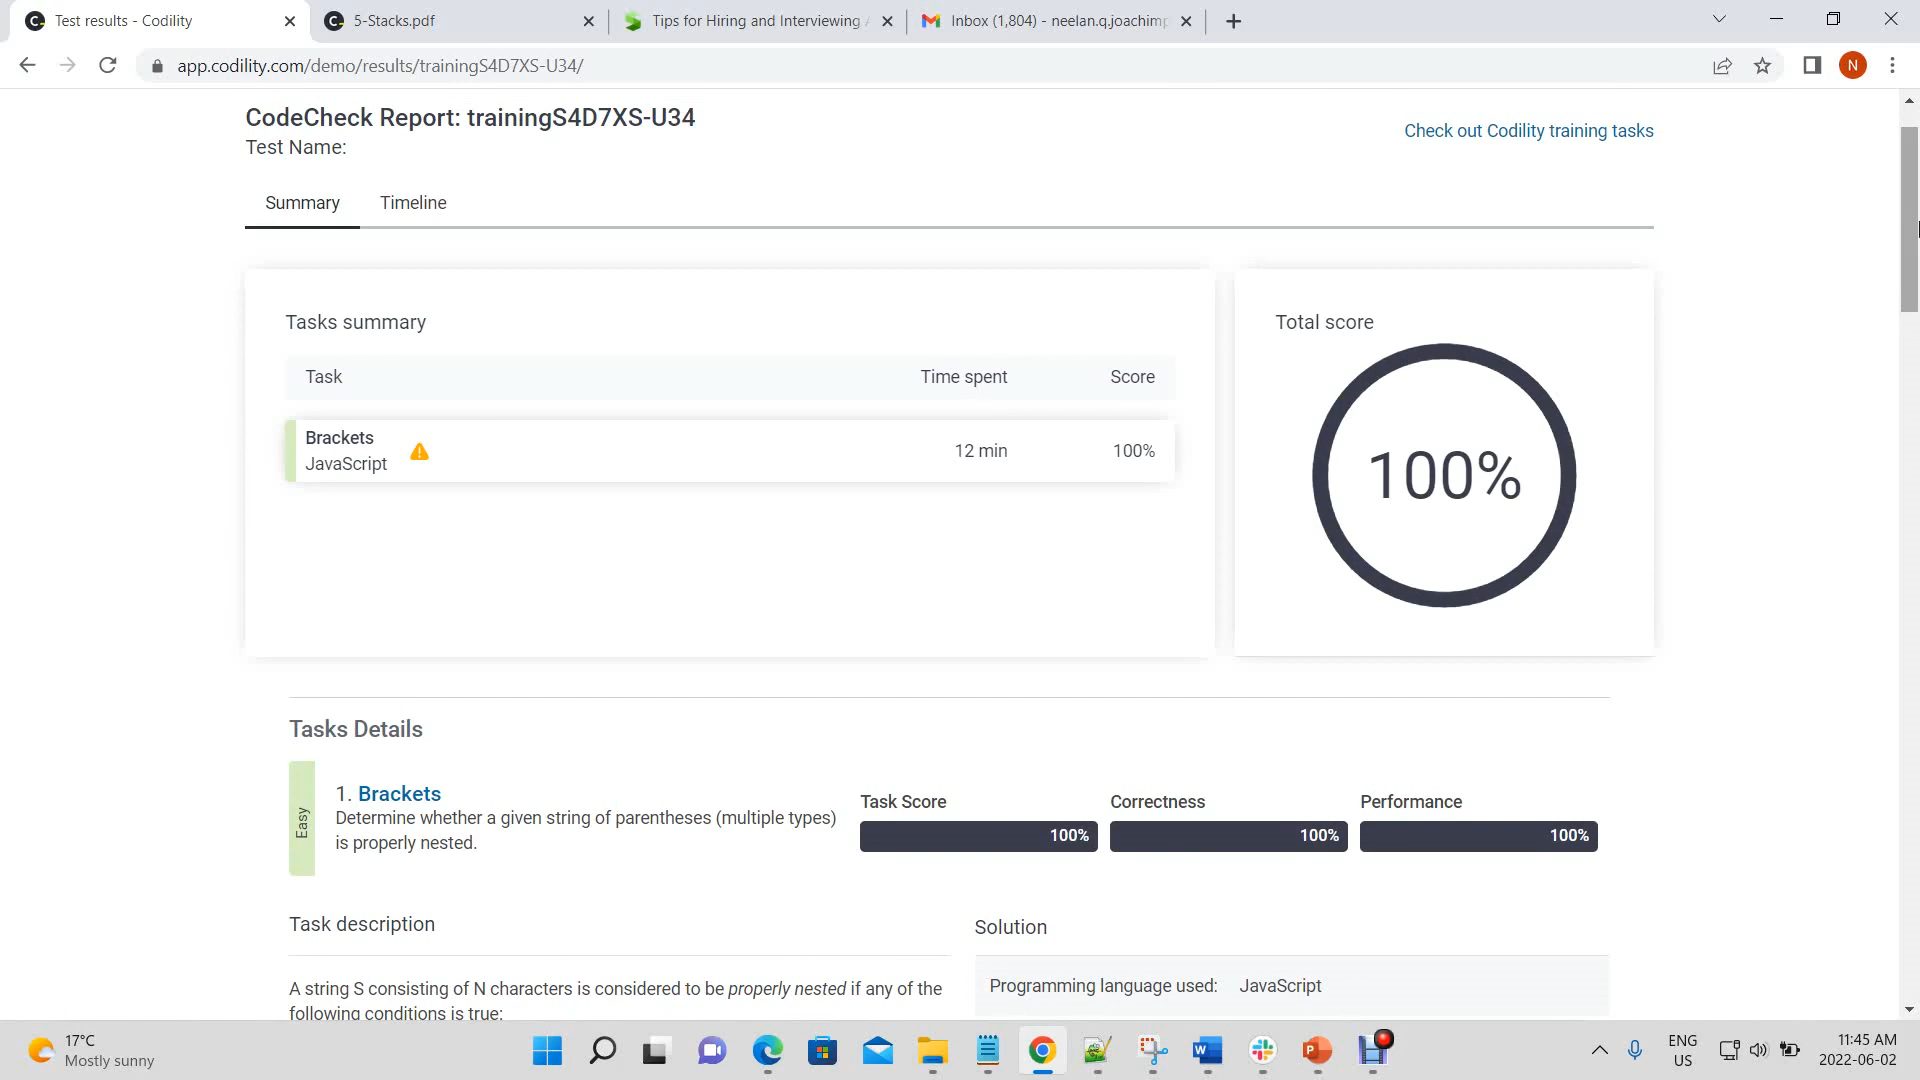 Test results - Codility
5-Stacks.pdf
Tips for Hiring and Interviewing
Inbox (1,804) - neelan.q.joachimp
app.codility.com/demo/results/trainingS4D7XS-U34/
N
CodeCheck Report: trainingS4D7XS-U34
Test Name:
Check out Codility training tasks
Summary
Timeline
Tasks summary
Total score
Task
Time spent
Score
Brackets
JavaScript
12 min
100%
100%
Tasks Details
Easy
1. Brackets
Determine whether a given string of parentheses (multiple types)
is properly nested.
Task Score
Correctness
Performance
100%
100%
100%
Task description
Solution
A string S consisting of N characters is considered to be properly nested if any of the
following conditions is true:
Programming language used: JavaScript
17°C
Mostly sunny
ENG
US
11:45 AM
2022-06-02